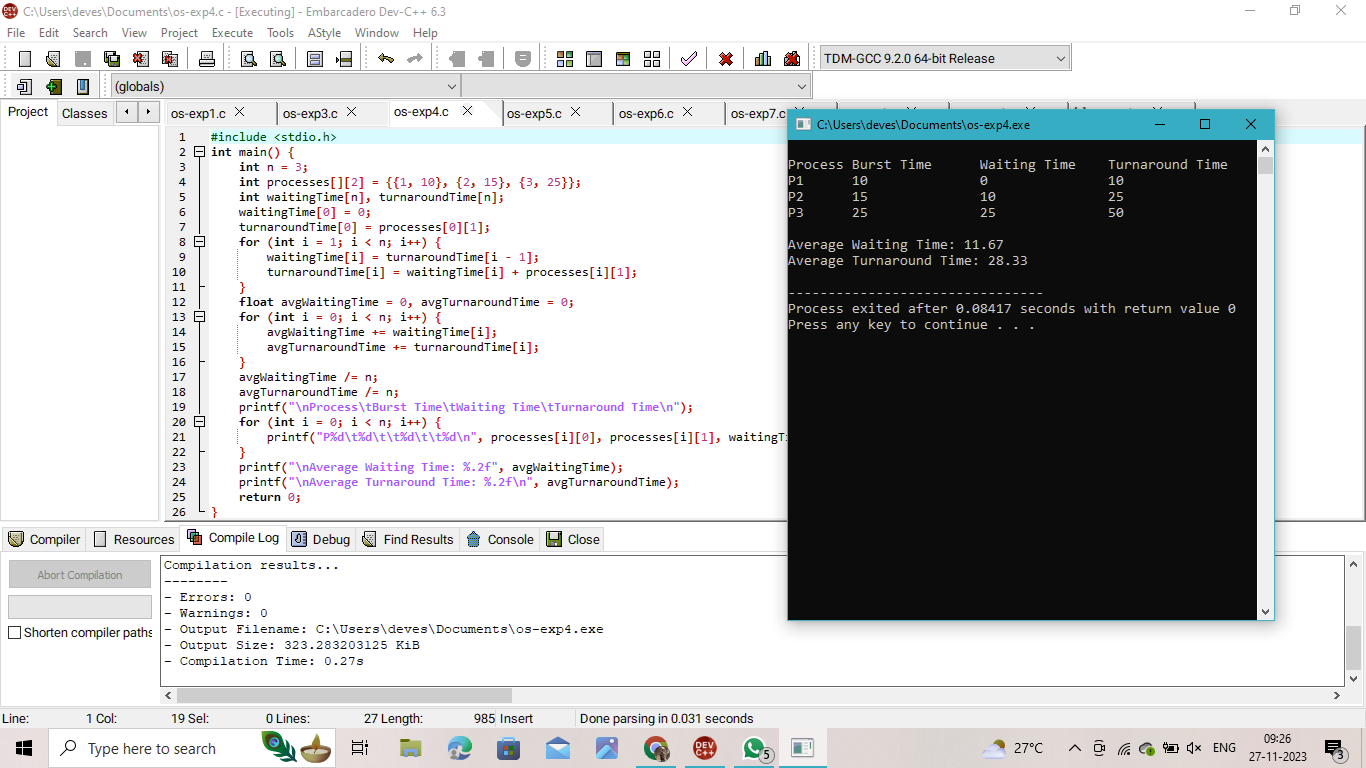 C:\Users\deves\Documents\os-exp4.c - [Executing] - Embarcadero Dev-C++ 6.3
File Edit Search View Project Execute Tools AStyle Window Help
TDM-GCC 9.2.0 64-bit Release
(globals)
Project Classes
os-exp1.c os-exp3.c os-exp4.c os-exp5.c os-exp6.c os-exp7.c
1 #include <stdio.h>
2 int main() {
3 int n = 3;
4 int processes[][2] = {{1, 10}, {2, 15}, {3, 25}};
5 int waitingTime[n], turnaroundTime[n];
6 waitingTime[0] = 0;
7 turnaroundTime[0] = processes[0][1];
8 for (int i = 1; i < n; i++) {
9 waitingTime[i] = turnaroundTime[i - 1];
10 turnaroundTime[i] = waitingTime[i] + processes[i][1];
11 }
12 float avgWaitingTime = 0, avgTurnaroundTime = 0;
13 for (int i = 0; i < n; i++) {
14 avgWaitingTime += waitingTime[i];
15 avgTurnaroundTime += turnaroundTime[i];
16 }
17 avgWaitingTime /= n;
18 avgTurnaroundTime /= n;
19 printf("\nProcess\tBurst Time\tWaiting Time\tTurnaround Time\n");
20 for (int i = 0; i < n; i++) {
21 printf("P%d\t%d\t\t%d\t\t%d\n", processes[i][0], processes[i][1], waitingT
22 }
23 printf("\nAverage Waiting Time: %.2f", avgWaitingTime);
24 printf("\nAverage Turnaround Time: %.2f\n", avgTurnaroundTime);
25 return 0;
26 }
C:\Users\deves\Documents\os-exp4.exe
Process Burst Time Waiting Time Turnaround Time
P1 10 0 10
P2 15 10 25
P3 25 25 50
Average Waiting Time: 11.67
Average Turnaround Time: 28.33
--------------------------------
Process exited after 0.08417 seconds with return value 0
Press any key to continue . . .
Compiler Resources Compile Log Debug Find Results Console Close
Abort Compilation
Shorten compiler paths
Compilation results...
--------
- Errors: 0
- Warnings: 0
- Output Filename: C:\Users\deves\Documents\os-exp4.exe
- Output Size: 323.283203125 KiB
- Compilation Time: 0.27s
Line: 1 Col: 19 Sel: 0 Lines: 27 Length: 985 Insert Done parsing in 0.031 seconds
Type here to search
DEV C++
5
27°C
ENG
09:26
27-11-2023
3